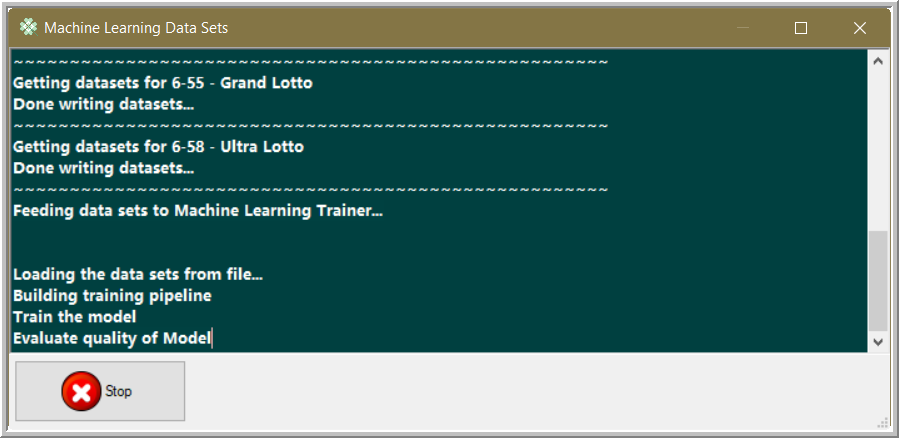 Machine Learning Data Sets
~~~~~~~~~~~~~~~~~~~~~~~~~~~~~~~~~~~~~~~~~~~~~~~~~~~~~
Getting datasets for 6-55 - Grand Lotto
Done writing datasets...
~~~~~~~~~~~~~~~~~~~~~~~~~~~~~~~~~~~~~~~~~~~~~~~~~~~~~
Getting datasets for 6-58 - Ultra Lotto
Done writing datasets...
~~~~~~~~~~~~~~~~~~~~~~~~~~~~~~~~~~~~~~~~~~~~~~~~~~~~~
Feeding data sets to Machine Learning Trainer...
Loading the data sets from file...
Building training pipeline
Train the model
Evaluate quality of Model
Stop